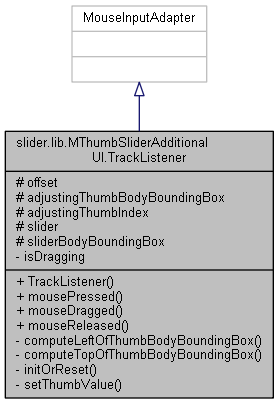 MouseInputAdapter
slider.lib.MThumbSliderAdditional
UI.TrackListener
# offset
# adjustingThumbBodyBoundingBox
# adjustingThumbIndex
# slider
# sliderBodyBoundingBox
- isDragging
+ TrackListener()
+ mousePressed()
+ mouseDragged()
+ mouseReleased()
- computeLeftOfThumbBodyBoundingBox()
- computeTopOfThumbBodyBoundingBox()
- initOrReset()
- setThumbValue()